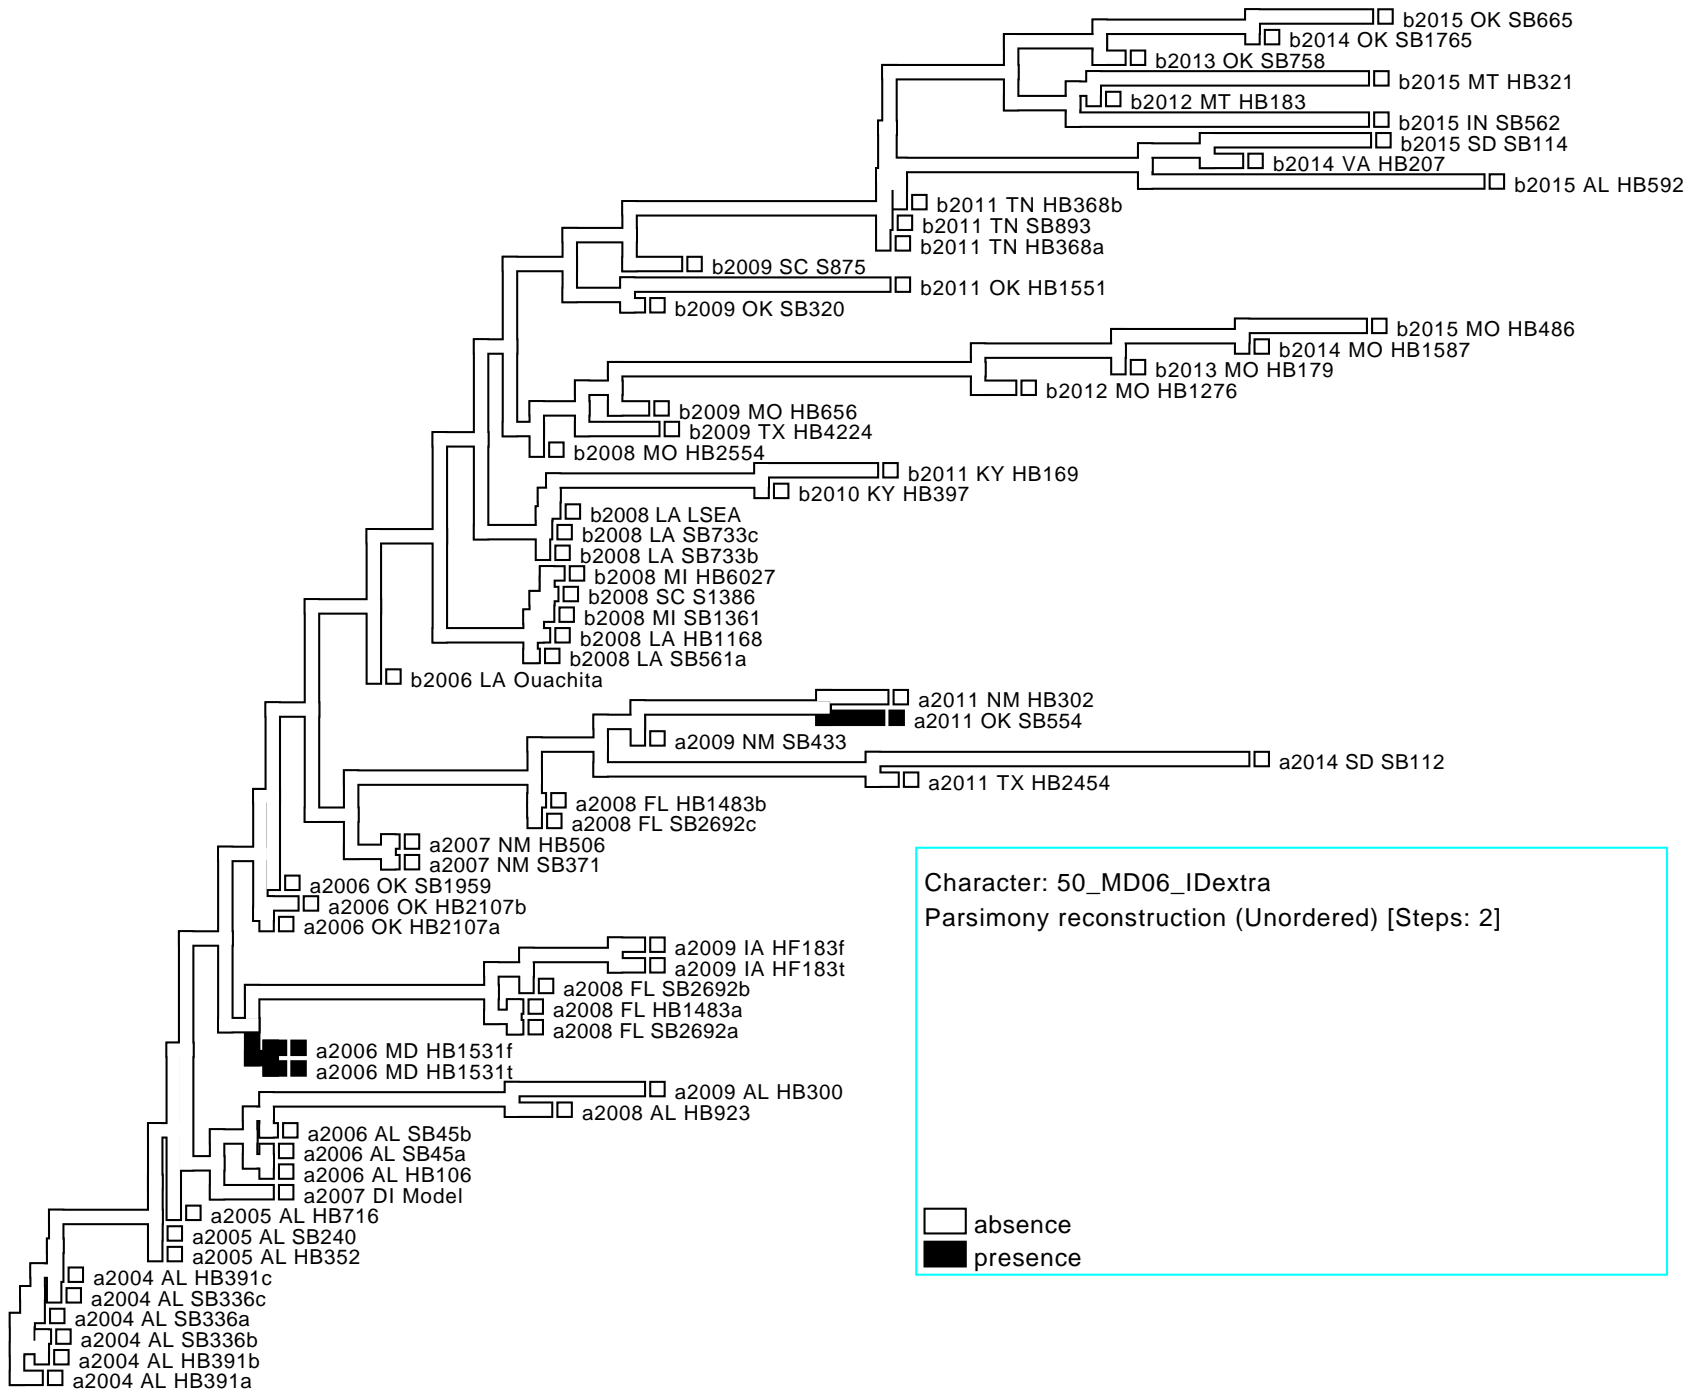 b2015 OK SB665
b2014 OK SB1765
b2013 OK SB758
b2015 MT HB321
b2012 MT HB183
b2015 IN SB562
b2015 SD SB114
b2014 VA HB207
b2015 AL HB592
b2011 TN HB368b
b2011 TN SB893
b2011 TN HB368a
b2009 SC S875
b2011 OK HB1551
b2009 OK SB320
b2015 MO HB486
b2014 MO HB1587
b2013 MO HB179
b2012 MO HB1276
b2009 MO HB656
b2009 TX HB4224
b2008 MO HB2554
b2011 KY HB169
b2010 KY HB397
b2008 LA LSEA
b2008 LA SB733c
b2008 LA SB733b
b2008 MI HB6027
b2008 SC S1386
b2008 MI SB1361
b2008 LA HB1168
b2008 LA SB561a
b2006 LA Ouachita
a2011 NM HB302
a2011 OK SB554
a2009 NM SB433
a2014 SD SB112
a2011 TX HB2454
a2008 FL HB1483b
a2008 FL SB2692c
a2007 NM HB506
a2007 NM SB371
a2006 OK SB1959
a2006 OK HB2107b
a2006 OK HB2107a
a2009 IA HF183f
a2009 IA HF183t
a2008 FL SB2692b
a2008 FL HB1483a
a2008 FL SB2692a
a2006 MD HB1531f
a2006 MD HB1531t
a2009 AL HB300
a2008 AL HB923
a2006 AL SB45b
a2006 AL SB45a
a2006 AL HB106
a2007 DI Model
a2005 AL HB716
a2005 AL SB240
a2005 AL HB352
a2004 AL HB391c
a2004 AL SB336c
a2004 AL SB336a
a2004 AL SB336b
a2004 AL HB391b
a2004 AL HB391a
Character: 50_MD06_IDextra
Parsimony reconstruction (Unordered) [Steps: 2]
absence
presence